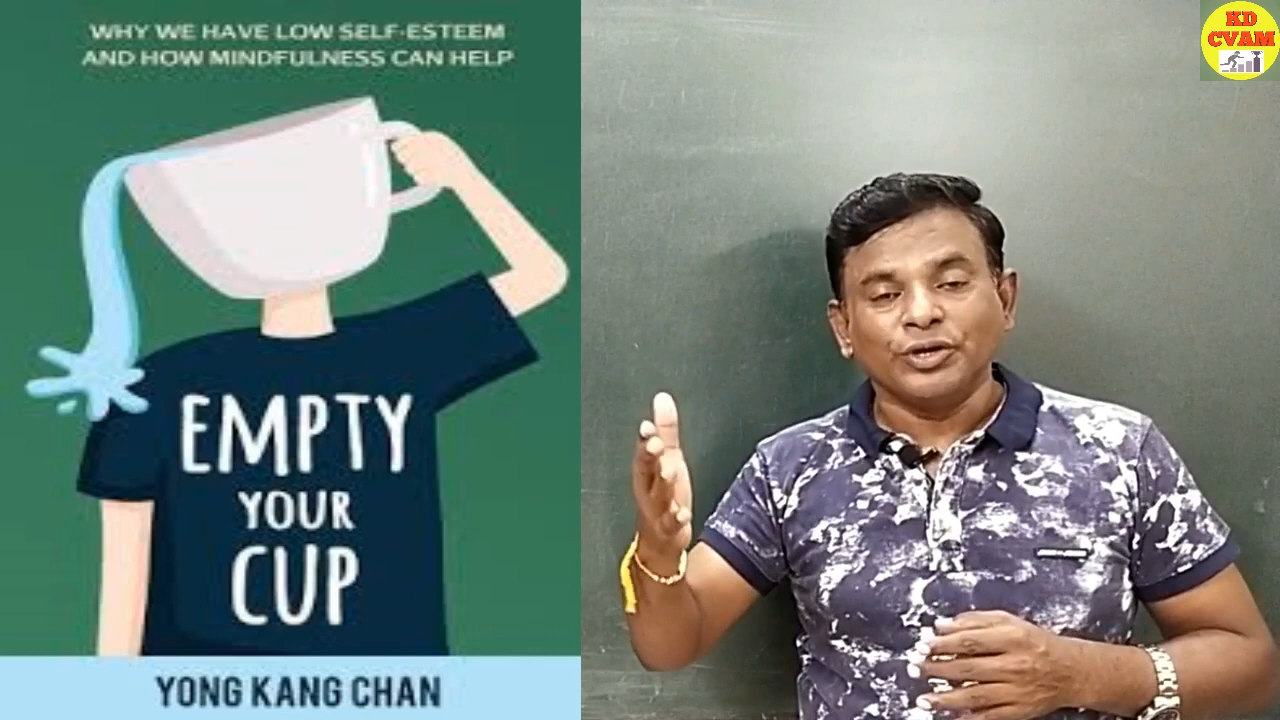 WHY WE HAVE LOW SELF-ESTEEM
AND HOW MINDFULNESS CAN HELP
EMPTY
YOUR
CUP
YONG KANG CHAN
KD
CVAM